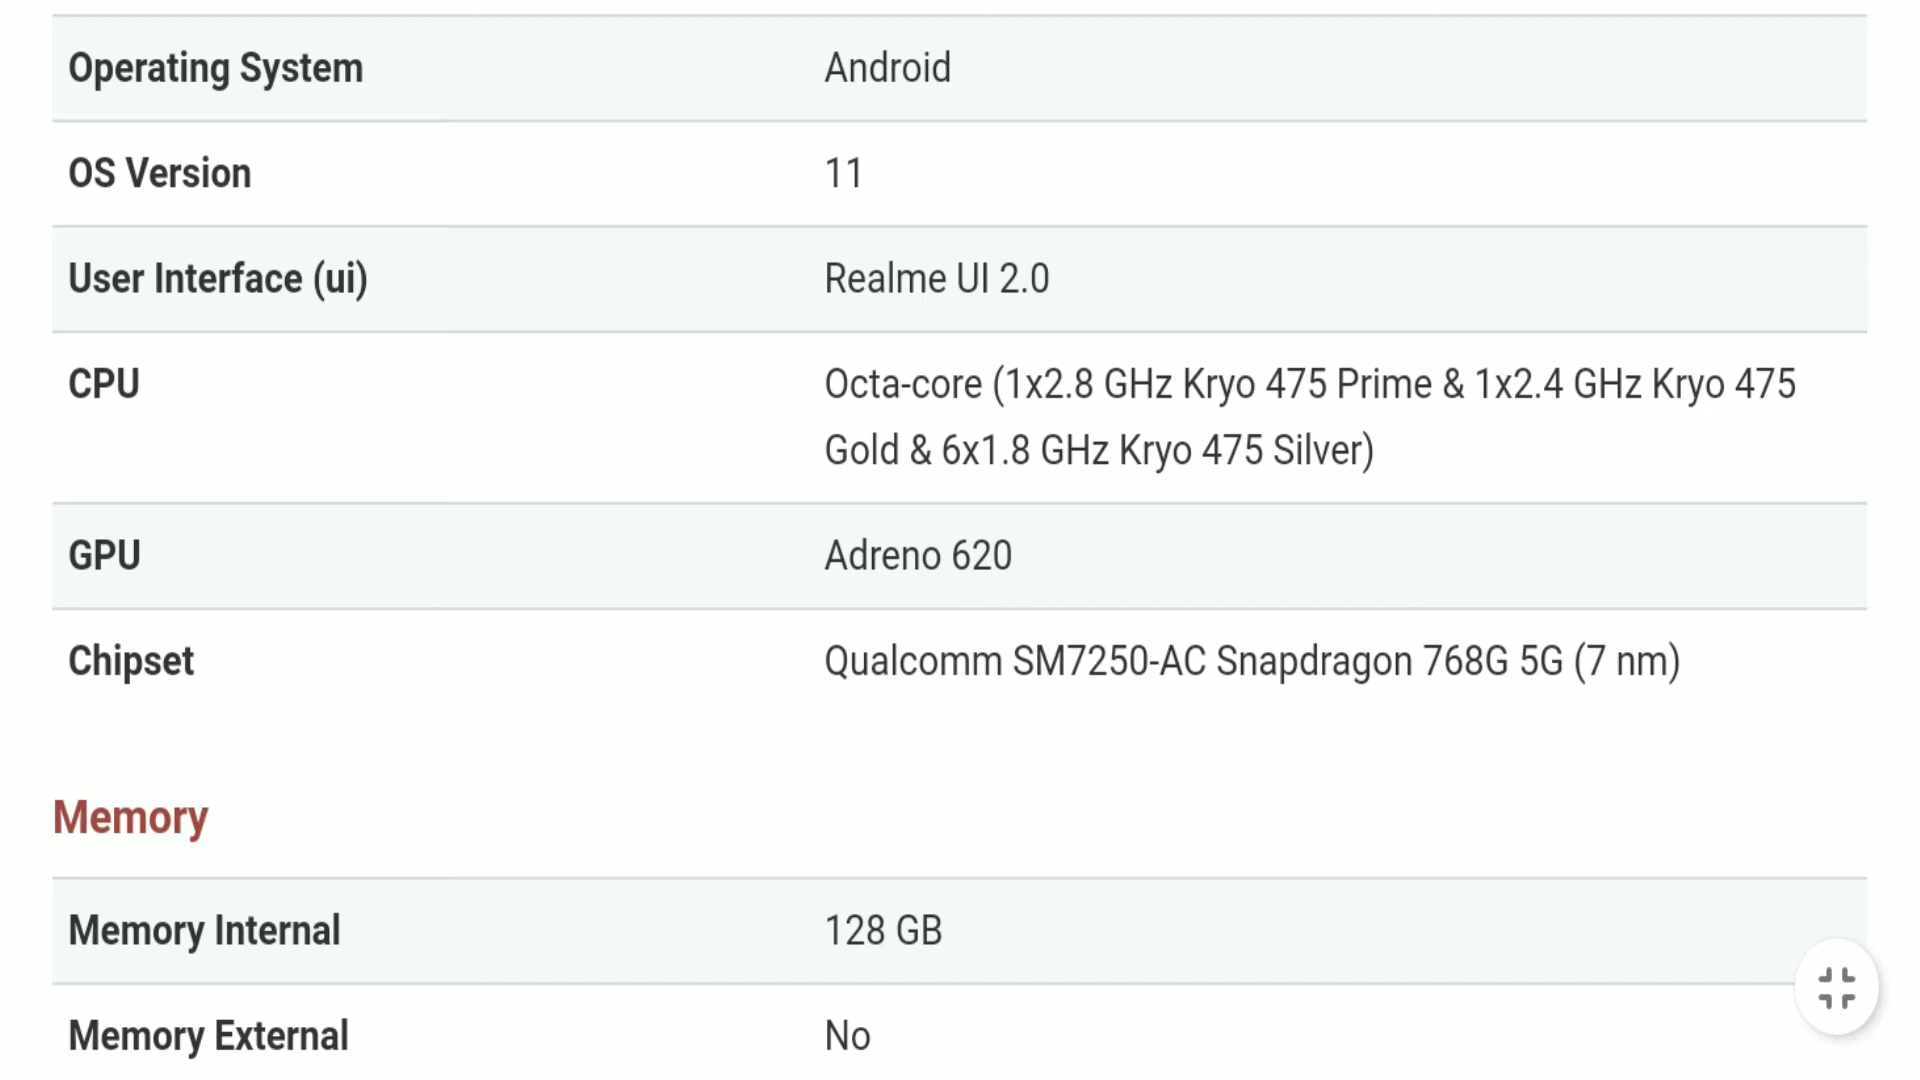 Operating System Android
OS Version 11
User Interface (ui) Realme UI 2.0
CPU Octa-core (1x2.8 GHz Kryo 475 Prime & 1x2.4 GHz Kryo 475
Gold & 6x1.8 GHz Kryo 475 Silver)
GPU Adreno 620
Chipset Qualcomm SM7250-AC Snapdragon 768G 5G (7 nm)
Memory
Memory Internal 128 GB
Memory External No